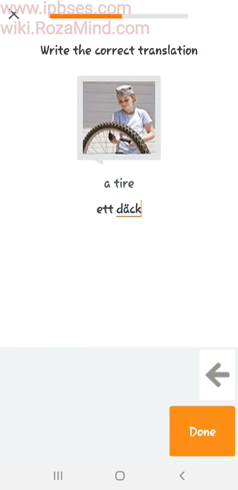 www.ipbses.com
wiki.RozaMind.com
Write the correct translation
a tire
ett däck
Done